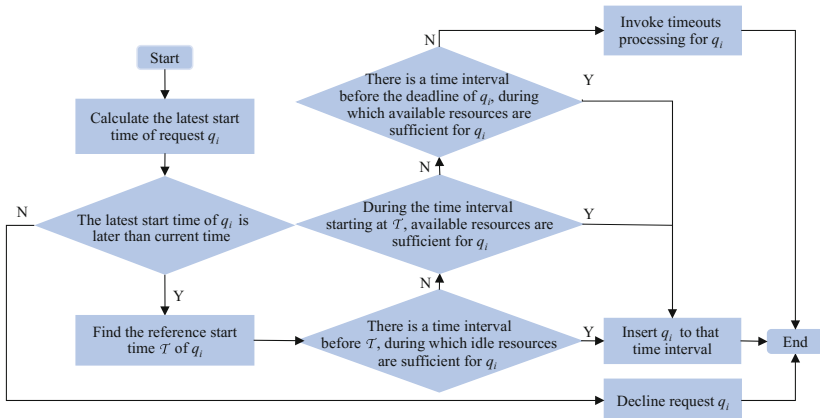 Start
Calculate the latest start
time of request qᵢ
The latest start time of qᵢ is
later than current time
N
Y
Find the reference start
time 𝒯 of qᵢ
There is a time interval
before 𝒯, during which idle resources
are sufficient for qᵢ
N
Y
During the time interval
starting at 𝒯, available resources are
sufficient for qᵢ
N
Y
There is a time interval
before the deadline of qᵢ, during
which available resources are
sufficient for qᵢ
N
Y
Invoke timeouts
processing for qᵢ
Insert qᵢ to that
time interval
Decline request qᵢ
End